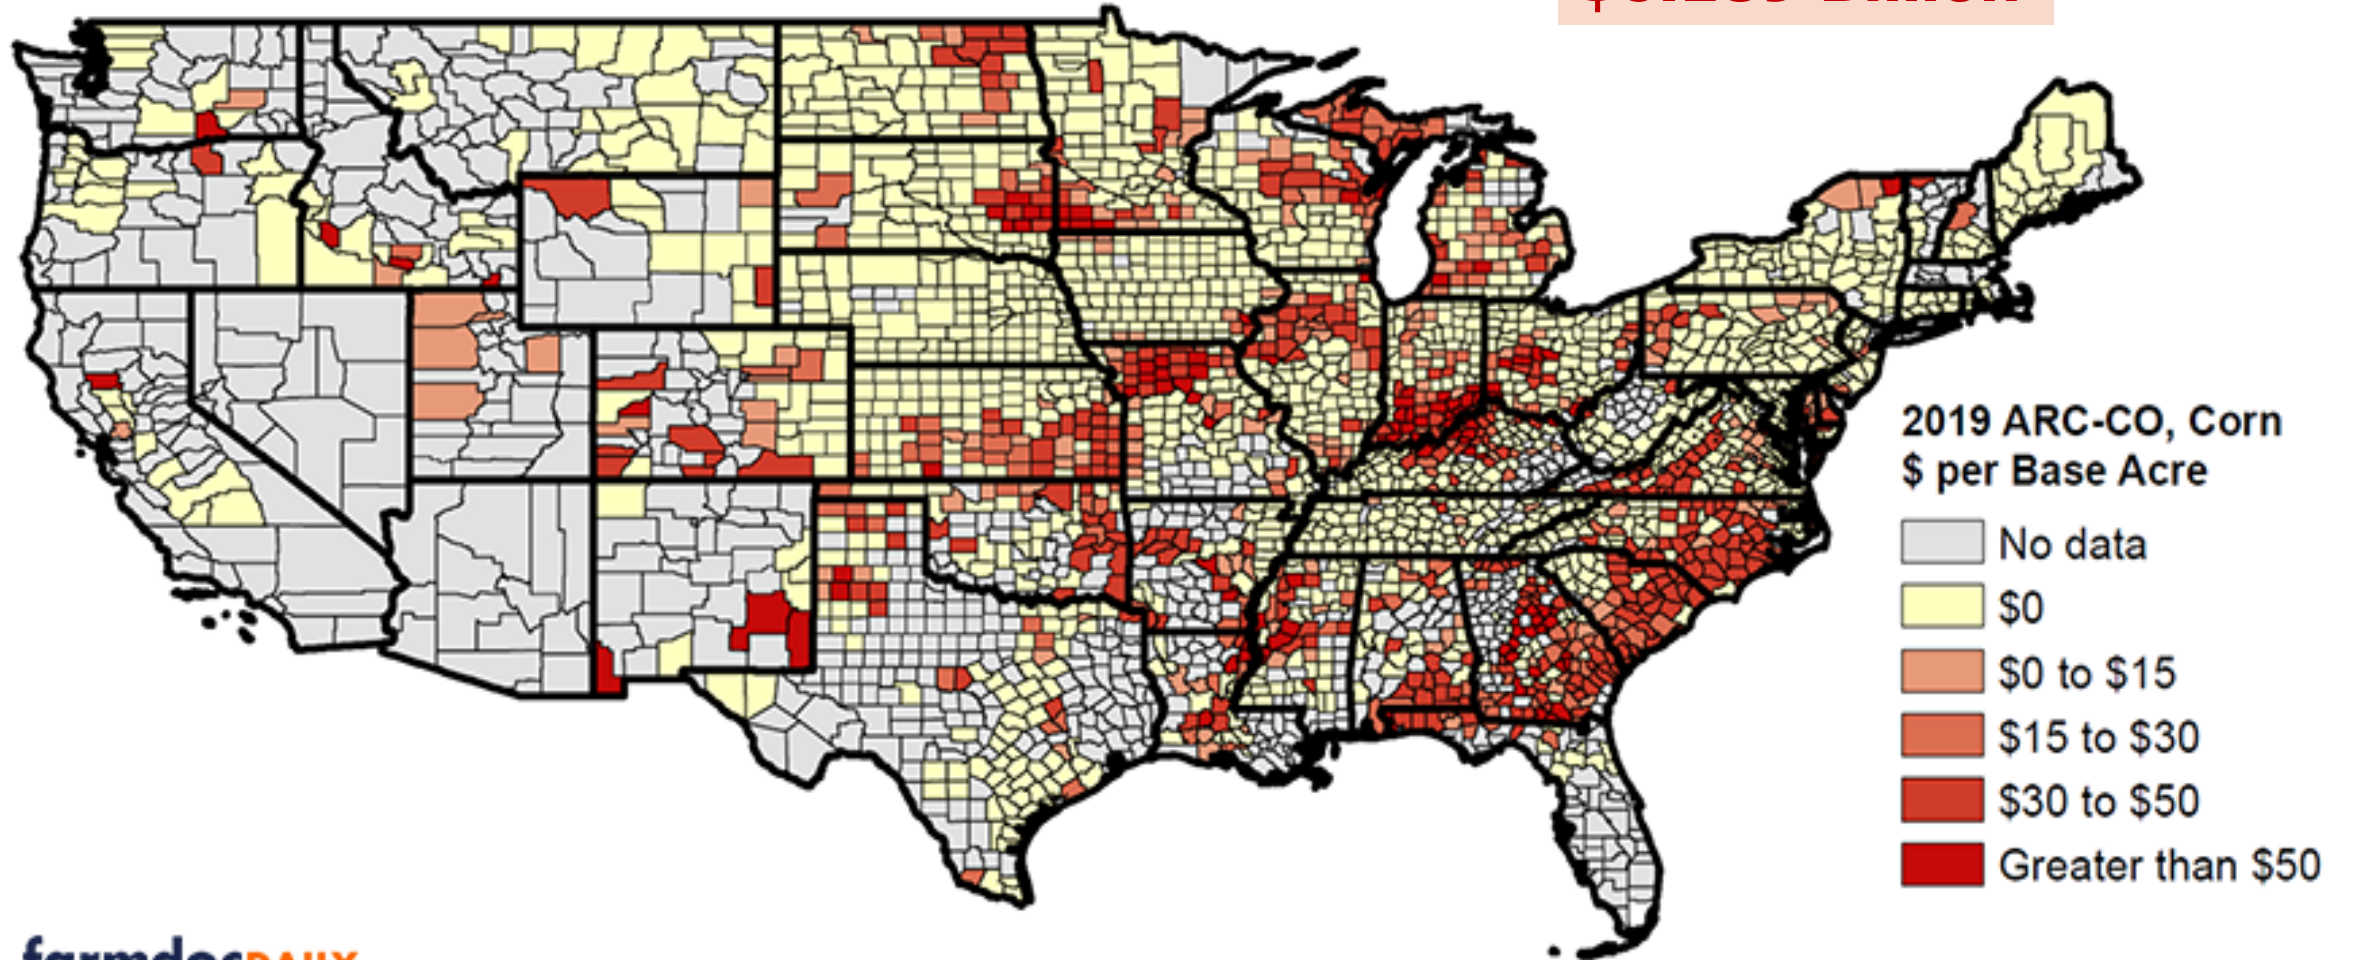 2019 ARC-CO, Corn
$ per Base Acre
No data
$0
$0 to $15
$15 to $30
$30 to $50
Greater than $50
farmdocDAILY